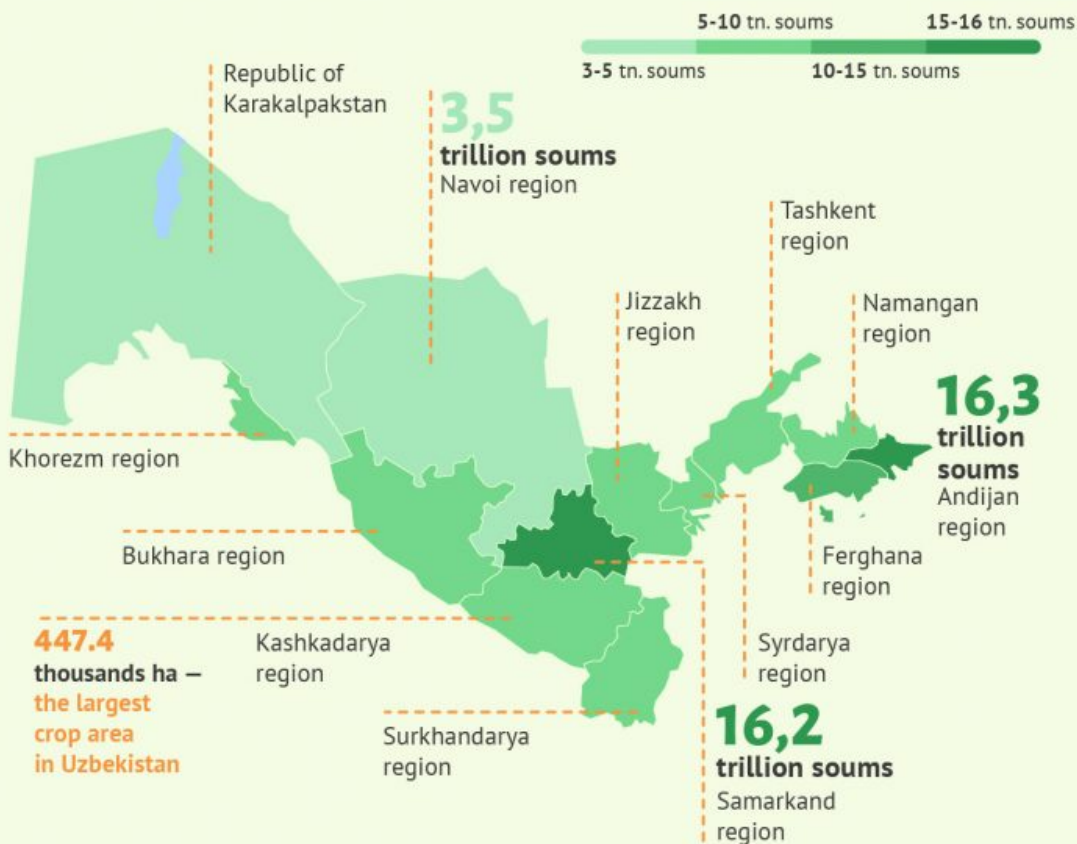 5-10 tn. soums
15-16 tn. soums
3-5 tn. soums
10-15 tn. soums
Republic of
Karakalpakstan
3,5
trillion soums
Navoi region
Tashkent
region
Jizzakh
region
Namangan
region
16,3
trillion
soums
Andijan
region
Khorezm region
Bukhara region
Ferghana
region
447.4
thousands ha –
the largest
crop area
in Uzbekistan
Kashkadarya
region
Syrdarya
region
Surkhandarya
region
16,2
trillion soums
Samarkand
region